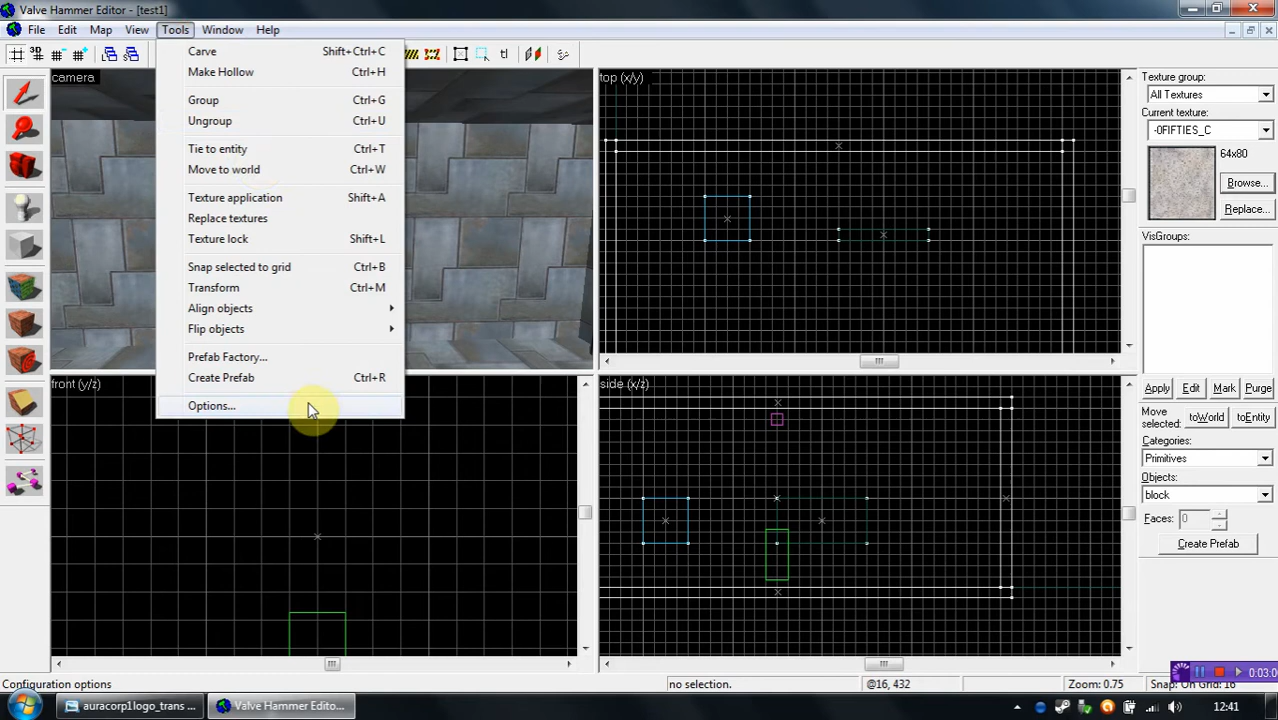 Valve Hammer Editor - [test1]
File Edit Map View Tools Window Help
camera
Carve Shift+Ctrl+C
Make Hollow Ctrl+H
Group Ctrl+G
Ungroup Ctrl+U
Tie to entity Ctrl+T
Move to world Ctrl+W
Texture application Shift+A
Replace textures
Texture lock Shift+L
Snap selected to grid Ctrl+B
Transform Ctrl+M
Align objects
Flip objects
Prefab Factory...
Create Prefab Ctrl+R
Options...
tl
top (x/y)
front (y/z)
side (x/z)
Texture group:
All Textures
Current texture:
-0FIFTIES_C
64x80
Browse...
Replace...
VisGroups:
Apply Edit Mark Purge
Move selected: toWorld toEntity
Categories:
Primitives
Objects:
block
Faces: 0
Create Prefab
Configuration options
no selection.
@16, 432
Zoom: 0.75
Snap: On Grid: 16
auracorp1logo_trans ...
Valve Hammer Edito...
12:41